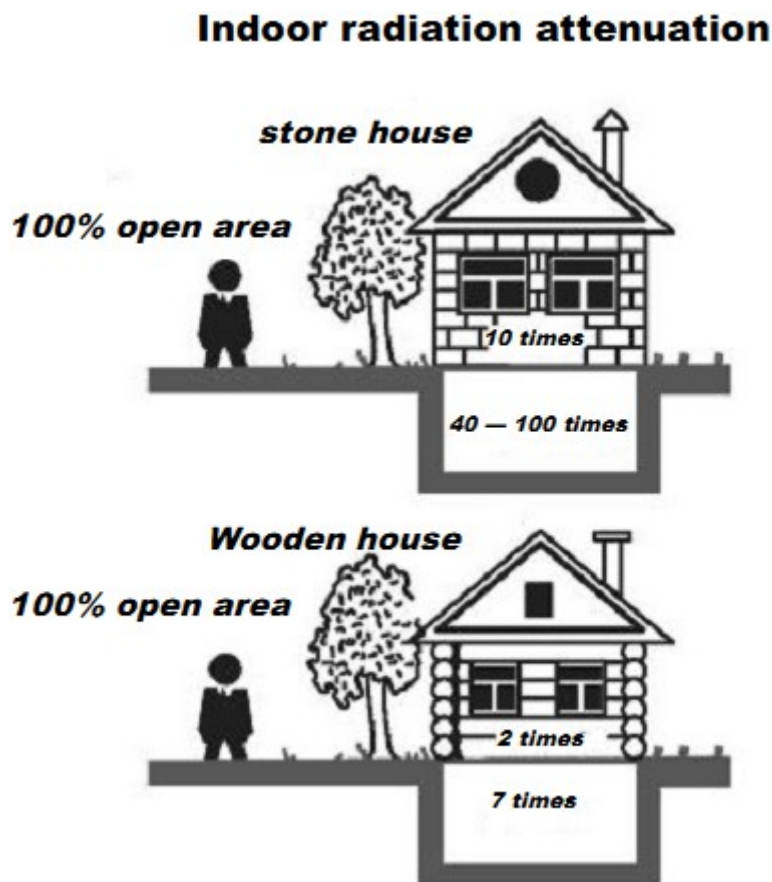 Indoor radiation attenuation
stone house
100% open area
10 times
40 — 100 times
Wooden house
100% open area
2 times
7 times